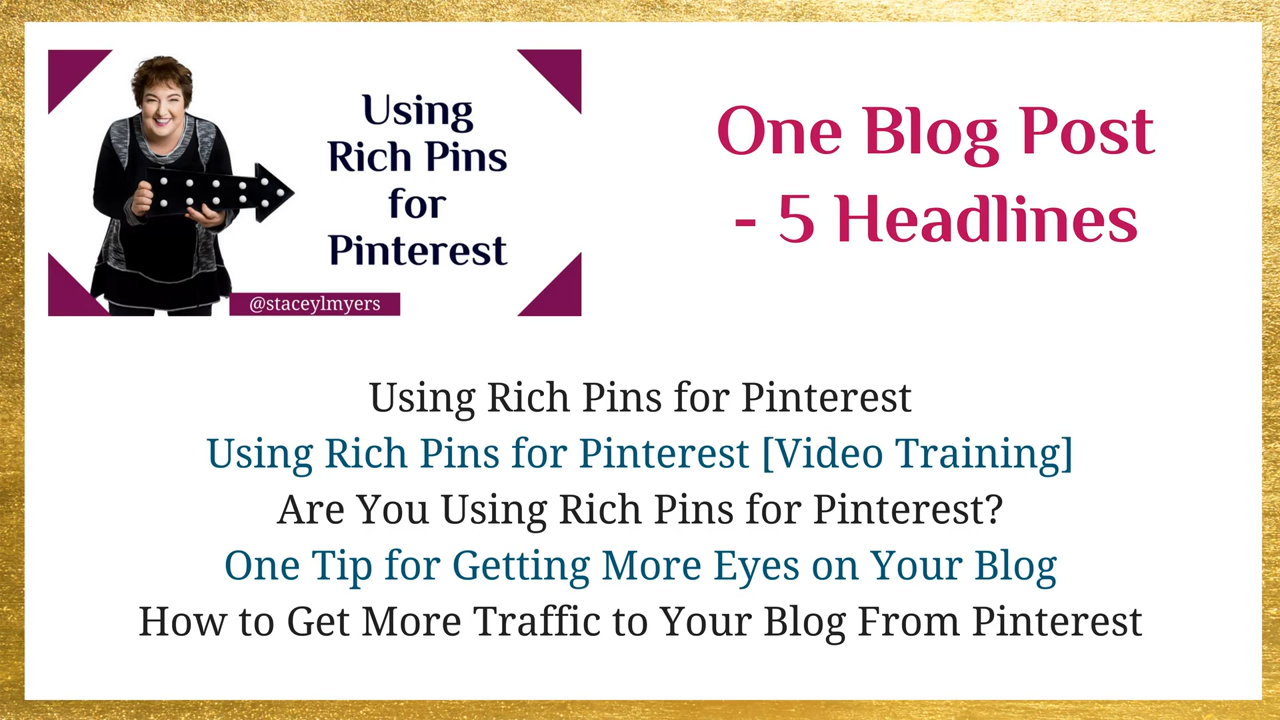 Using
Rich Pins
for
Pinterest
@staceylmyers
One Blog Post
- 5 Headlines
Using Rich Pins for Pinterest
Using Rich Pins for Pinterest [Video Training]
Are You Using Rich Pins for Pinterest?
One Tip for Getting More Eyes on Your Blog
How to Get More Traffic to Your Blog From Pinterest